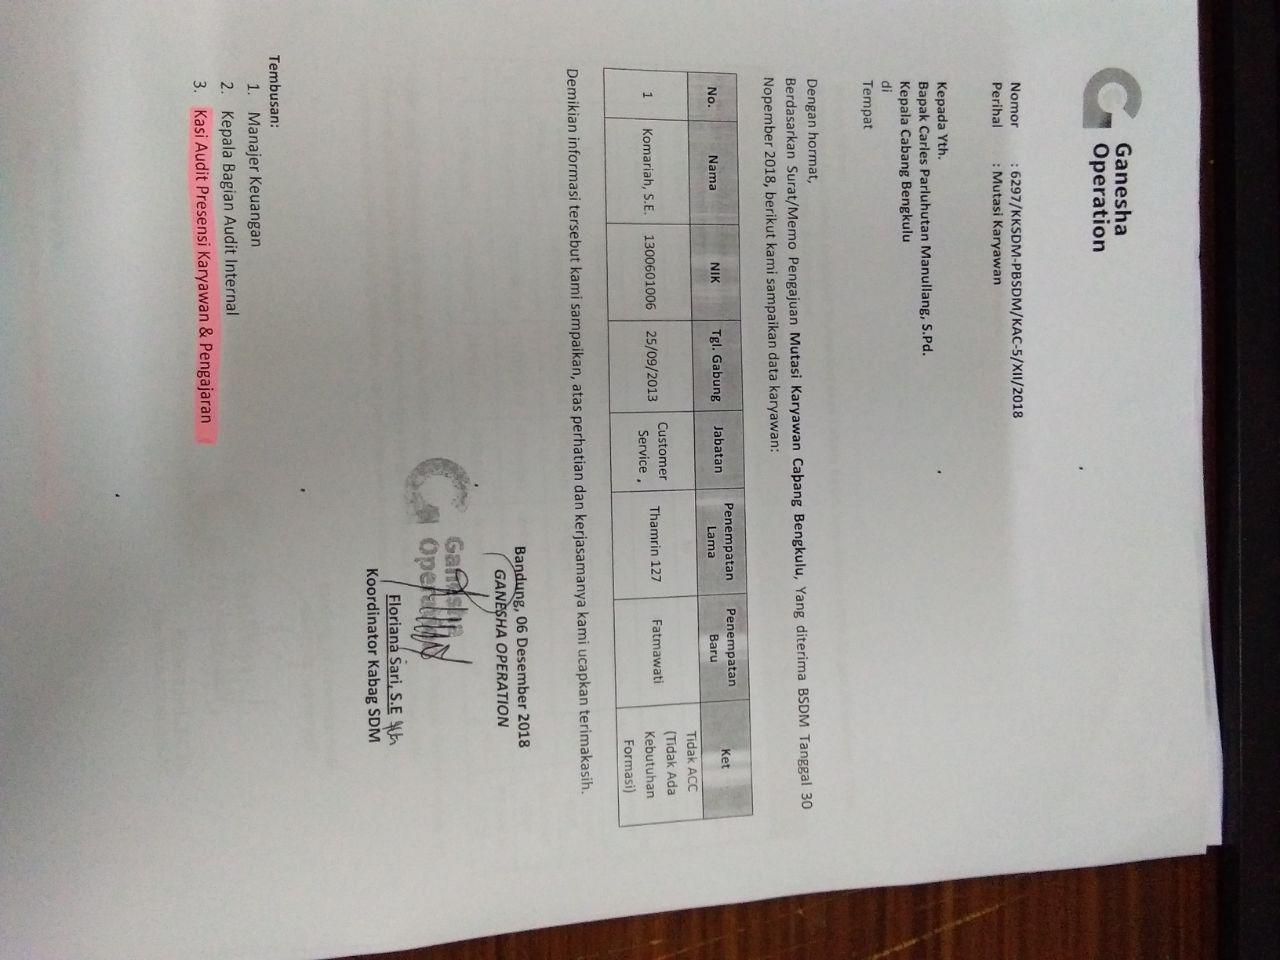 Ganesha
Operation
Nomor : 6297/KKSDM-PBSDM/KAC-5/XII/2018
Perihal : Mutasi Karyawan
Kepada Yth.
Bapak Carles Parluhutan Manullang, S.Pd.
Kepala Cabang Bengkulu
di
Tempat
Dengan hormat,
Berdasarkan Surat/Memo Pengajuan Mutasi Karyawan Cabang Bengkulu, Yang diterima BSDM Tanggal 30
Nopember 2018, berikut kami sampaikan data karyawan:
No. Nama NIK Tgl. Gabung Jabatan Penempatan Lama Penempatan Baru Ket
1 Komariah, S.E. 1300601006 25/09/2013 Customer Service , Thamrin 127 Fatmawati Tidak ACC (Tidak Ada Kebutuhan Formasi)
Demikian informasi tersebut kami sampaikan, atas perhatian dan kerjasamanya kami ucapkan terimakasih.
Bandung, 06 Desember 2018
GANESHA OPERATION
Ganesha
Operation
Floriana Sari, S.E
Koordinator Kabag SDM
Tembusan:
1. Manajer Keuangan
2. Kepala Bagian Audit Internal
3. Kasi Audit Presensi Karyawan & Pengajaran